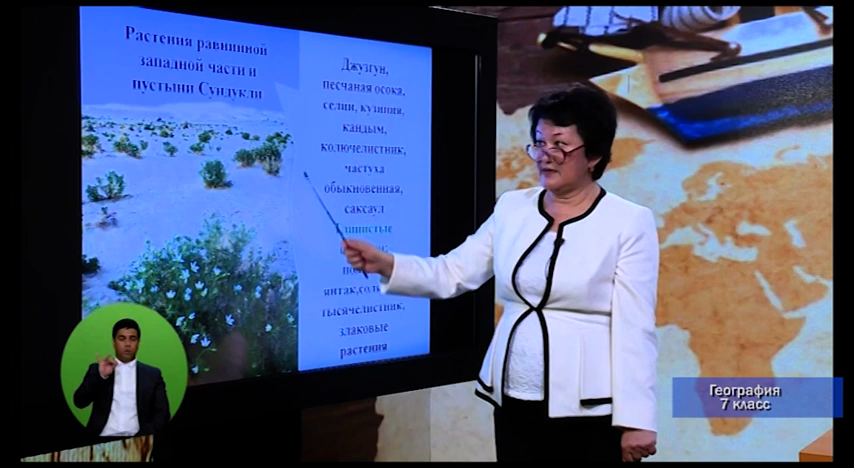 Растения равнинной
западной части и
пустыни Сундукли
Джузгун,
песчаная осока,
селин, кузиния,
кандым,
колючелистник,
частуха
обыкновенная,
саксаул
янтак,
тысячелистник,
злаковые
растения
География
7 класс